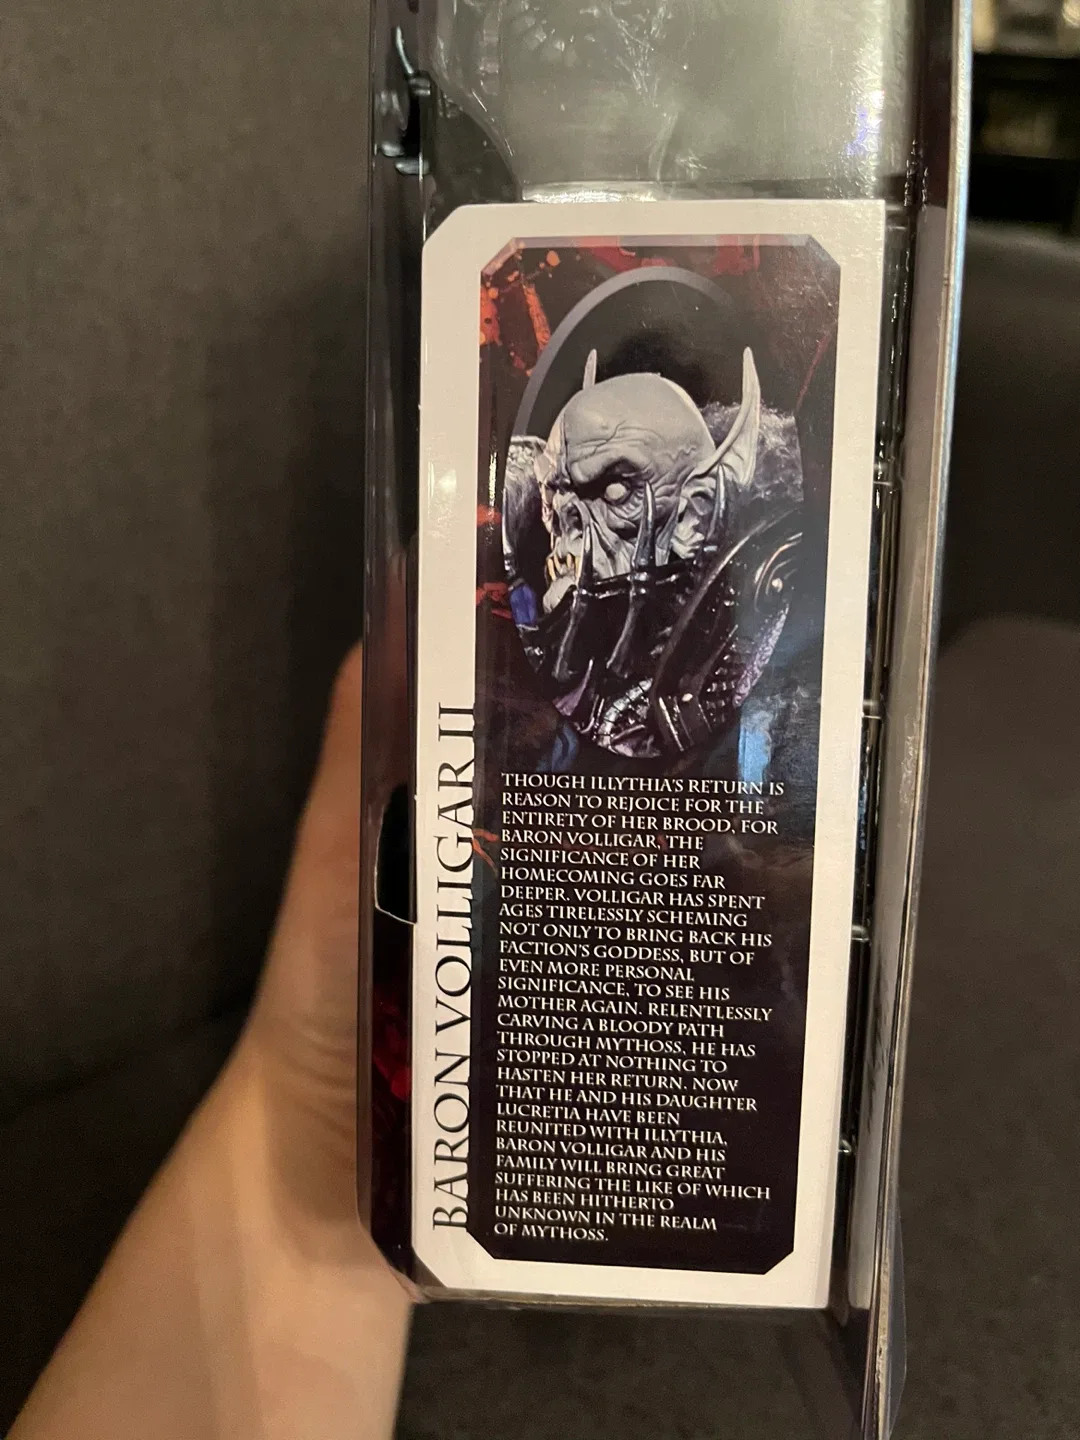 BARON VOLLIGAR II
THOUGH ILLYTHIA'S RETURN IS
REASON TO REJOICE FOR THE
ENTIRETY OF HER BROOD, FOR
BARON VOLLIGAR, THE
SIGNIFICANCE OF HER
HOMECOMING GOES FAR
DEEPER. VOLLIGAR HAS SPENT
AGES TIRELESSLY SCHEMING
NOT ONLY TO BRING BACK HIS
FACTION'S GODDESS, BUT OF
EVEN MORE PERSONAL
SIGNIFICANCE, TO SEE HIS
MOTHER AGAIN. RELENTLESSLY
CARVING A BLOODY PATH
THROUGH MYTHOSS, HE HAS
STOPPED AT NOTHING TO
HASTEN HER RETURN. NOW
THAT HE AND HIS DAUGHTER
LUCRETIA HAVE BEEN
REUNITED WITH ILLYTHIA,
BARON VOLLIGAR AND HIS
FAMILY WILL BRING GREAT
SUFFERING THE LIKE OF WHICH
HAS BEEN HITHERTO
UNKNOWN IN THE REALM
OF MYTHOSS.